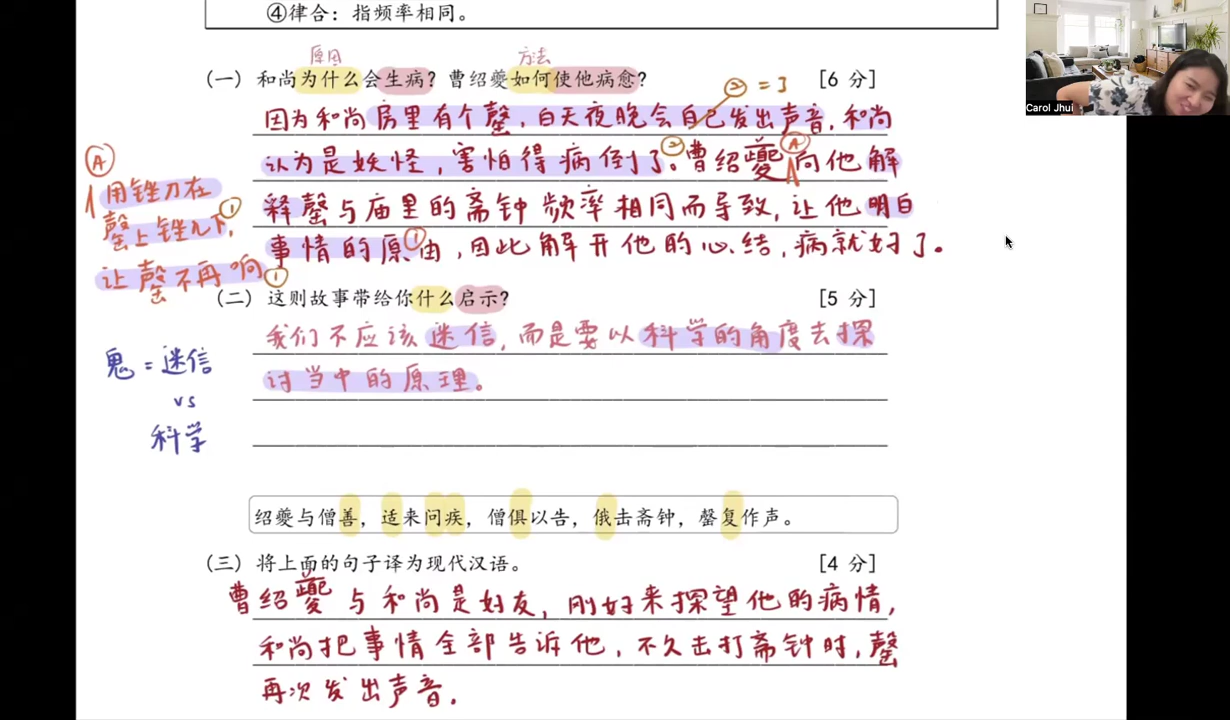 ④律合：指频率相同。
原因 方法
（一）和尚为什么会生病？曹绍夔如何使他病愈？ [6 分]
② = 3
因为和尚房里有个罄，白天夜晚会自己发出声音，和尚
认为是妖怪，害怕得病倒了②。曹绍夔Ⓐ向他解
释罄与庙里的斋钟频率相同而导致，让他明白
事情的原①由，因此解开他的心结，病就好了。
Ⓐ
用锉刀在
罄上锉几下①，
让罄不再响①
（二）这则故事带给你什么启示？ [5 分]
我们不应该迷信，而是要以科学的角度去探
讨当中的原理。
鬼 = 迷信
vs
科学
绍夔与僧善，适来问疾，僧俱以告，俄击斋钟，罄复作声。
（三）将上面的句子译为现代汉语。 [4 分]
曹绍夔与和尚是好友，刚好来探望他的病情，
和尚把事情全部告诉他，不久击打斋钟时，罄
再次发出声音.
Carol Jhui